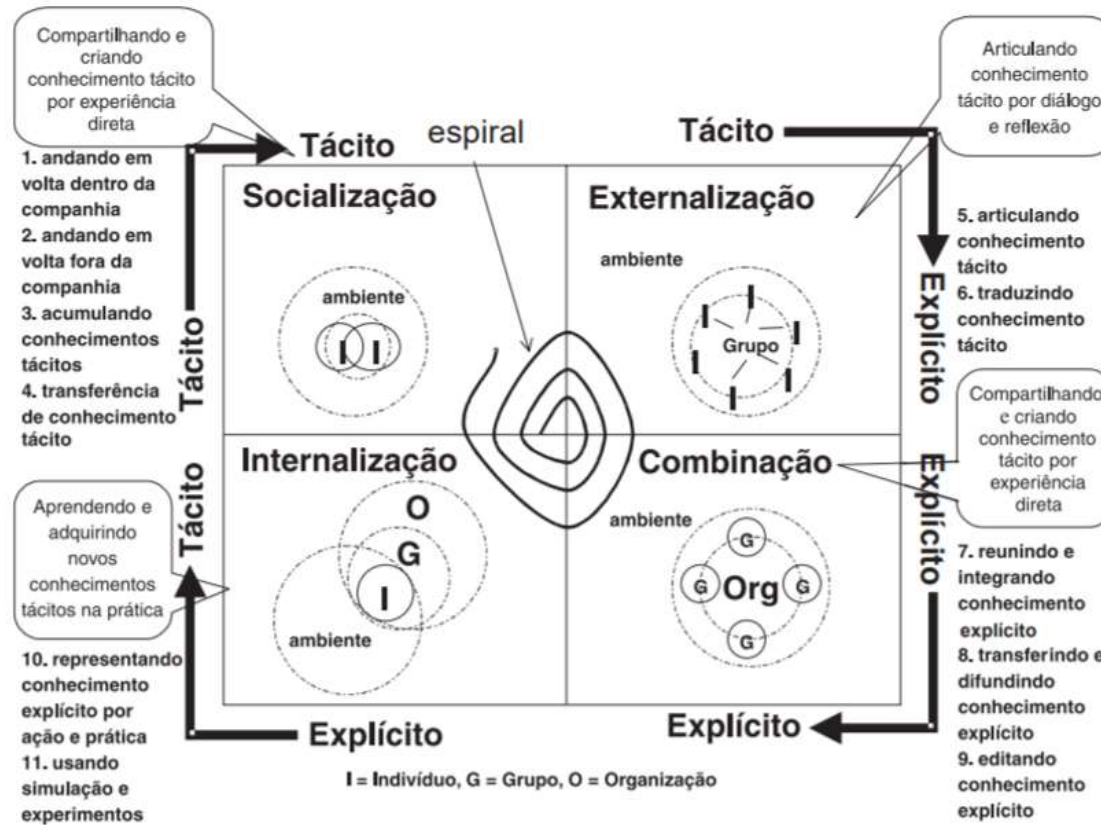 Compartilhando e
criando
conhecimento tácito
por experiência
direta
Articulando
conhecimento
tácito por diálogo
e reflexão
Tácito
espiral
Tácito
1. andando em
volta dentro da
companhia
2. andando em
volta fora da
companhia
3. acumulando
conhecimentos
tácitos
4. transferência
de conhecimento
tácito
Tácito
Socialização
ambiente
I I
Externalização
ambiente
I
I
I
I
I
I
Grupo
Explícito
5. articulando
conhecimento
tácito
6. traduzindo
conhecimento
tácito
Compartilhando
e criando
conhecimento
tácito por
experiência
direta
Tácito
Aprendendo e
adquirindo
novos
conhecimentos
tácitos na prática
Internalização
O
G
I
ambiente
Combinação
ambiente
G
G Org G
G
Explícito
7. reunindo e
integrando
conhecimento
explícito
8. transferindo e
difundindo
conhecimento
explícito
9. editando
conhecimento
explícito
10. representando
conhecimento
explícito por
ação e prática
11. usando
simulação e
experimentos
Explícito
Explícito
I = Indivíduo, G = Grupo, O = Organização